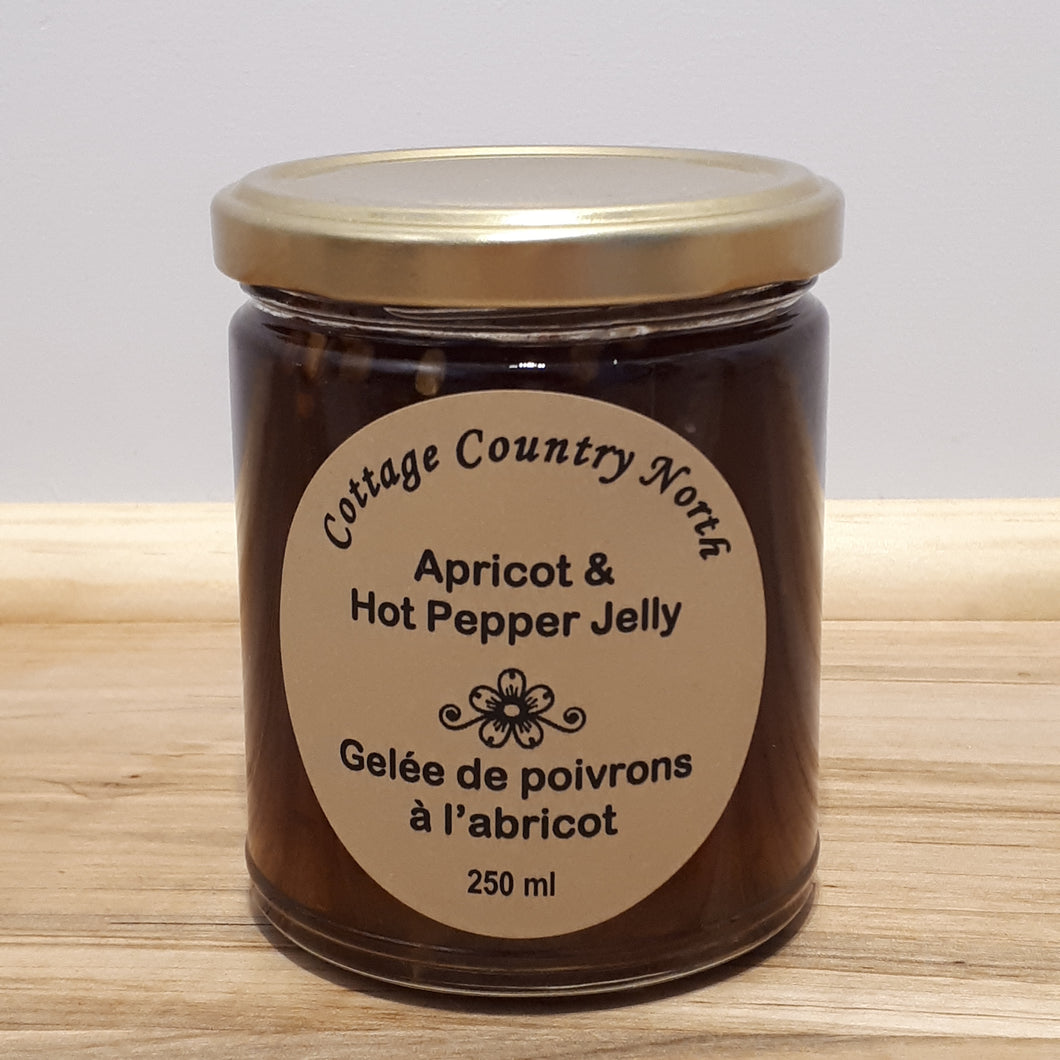 Cottage Country North
Apricot &
Hot Pepper Jelly
Gelée de poivrons
à l'abricot
250 ml